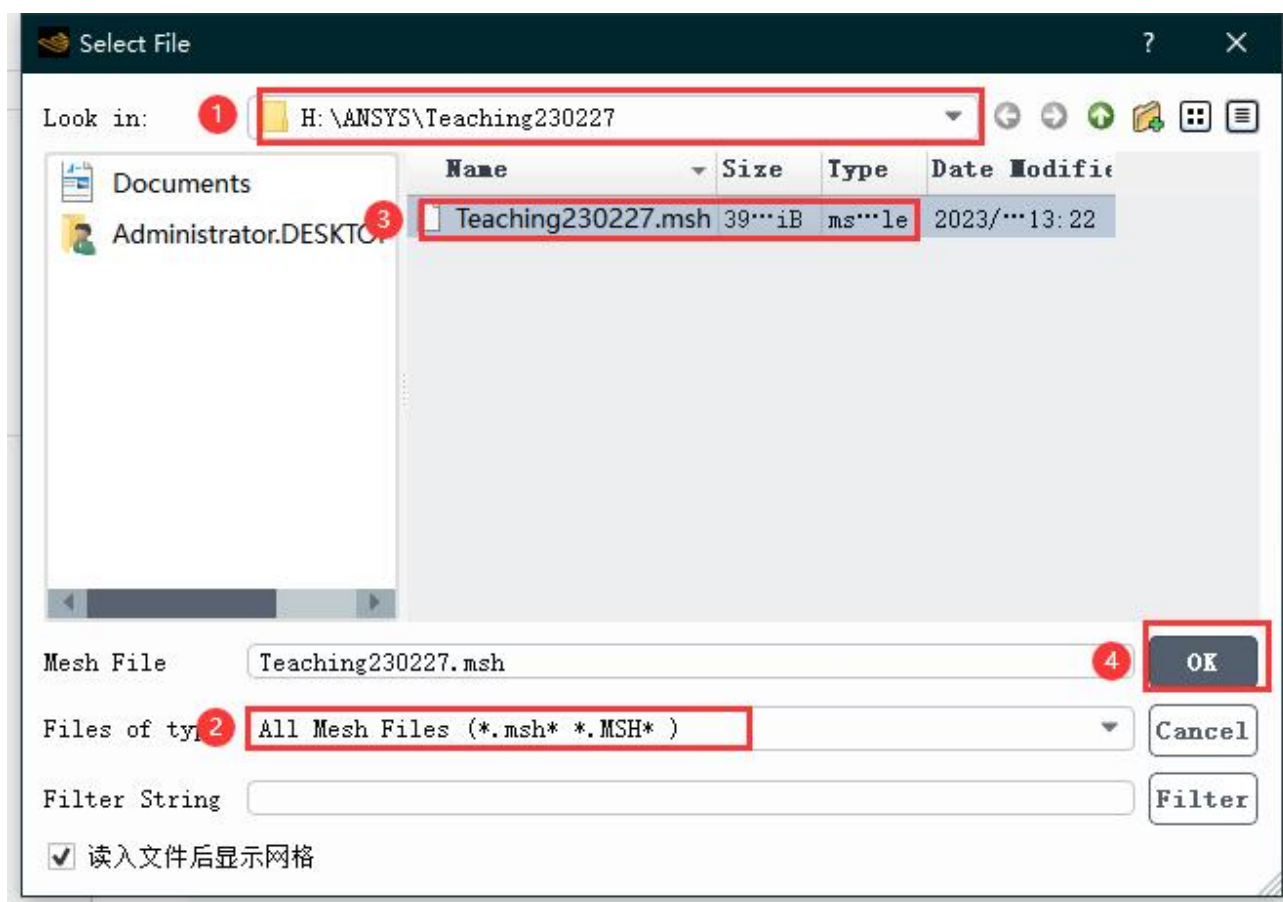 Select File
Look in: 1 H:\ANSYS\Teaching230227
Documents
Administrator.DESKTO
Name Size Type Date Modifie
3 Teaching230227.msh 39…iB ms…le 2023/…13:22
Mesh File Teaching230227.msh 4 OK
Files of ty 2 All Mesh Files (*.msh* *.MSH* ) Cancel
Filter String Filter
读入文件后显示网格